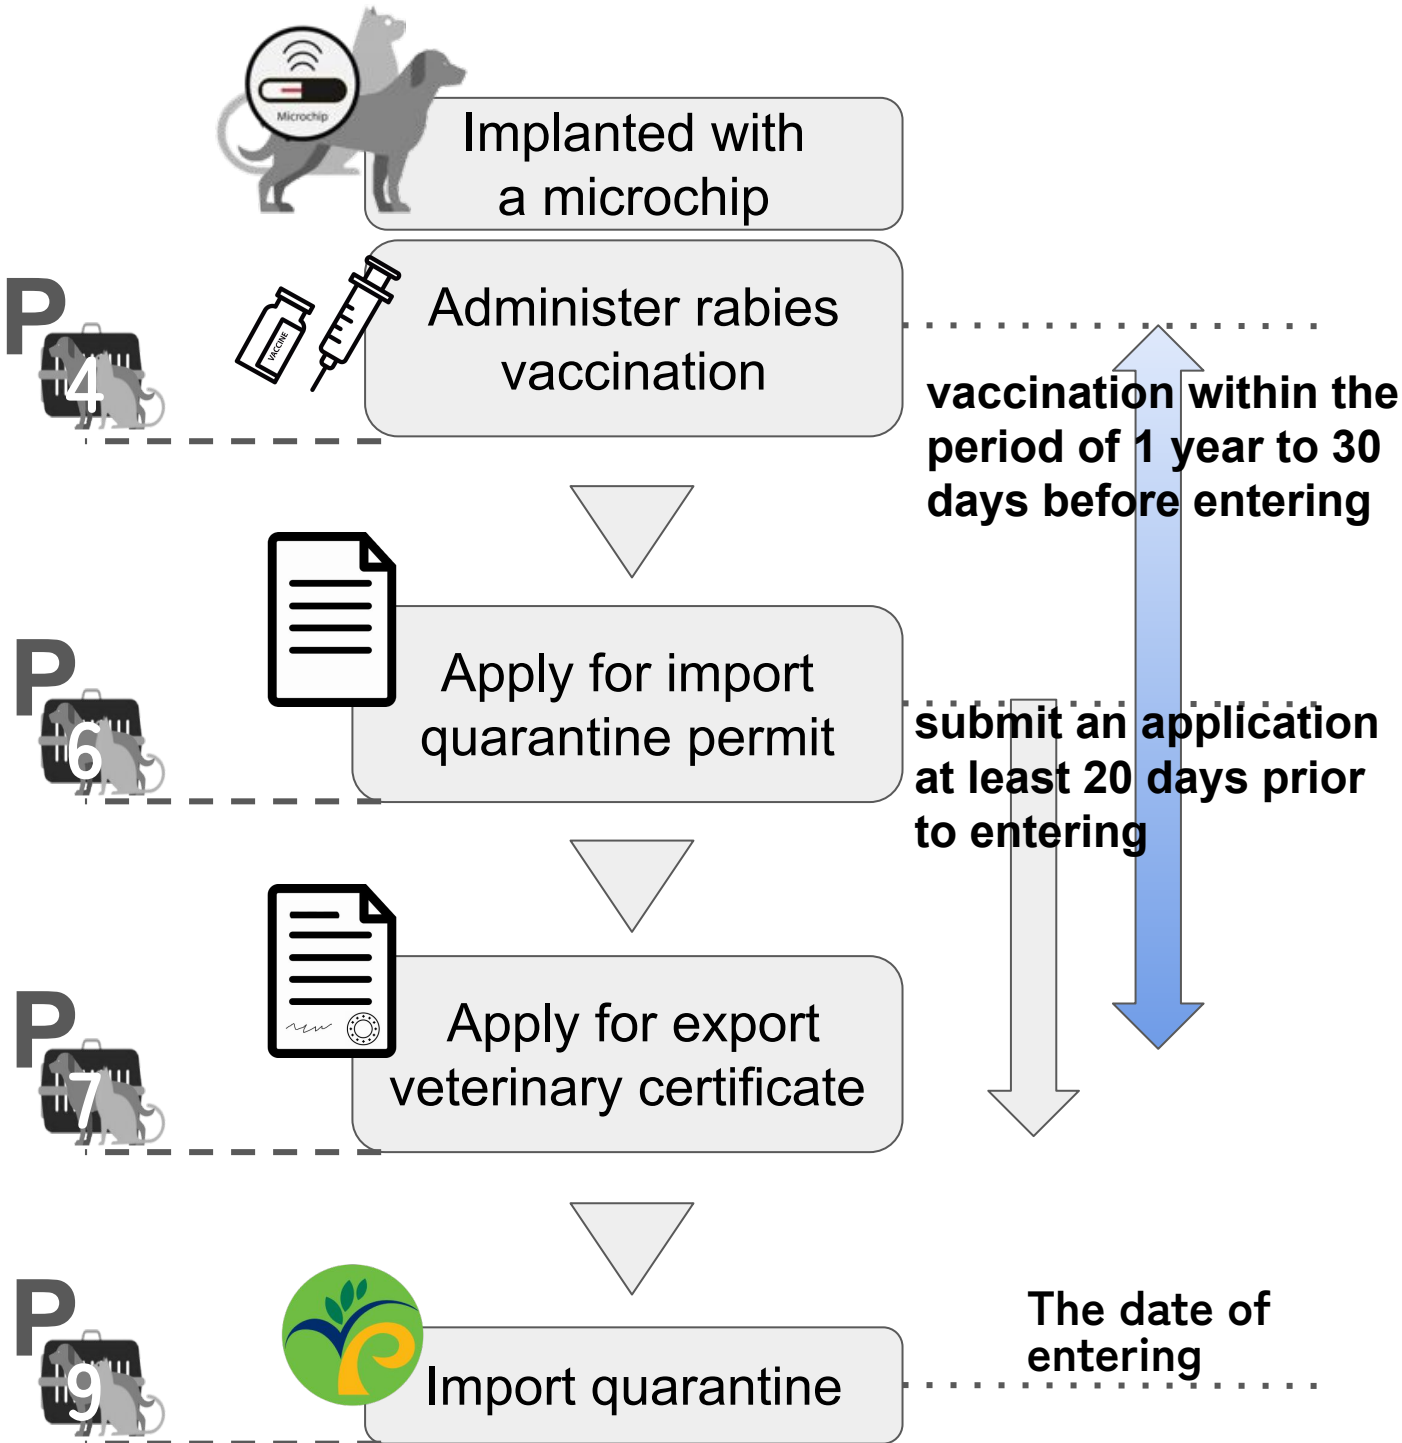 Microchip
Implanted with
a microchip
P
4
VACCINE
Administer rabies
vaccination
vaccination within the
period of 1 year to 30
days before entering
P
6
Apply for import
quarantine permit
submit an application
at least 20 days prior
to entering
P
7
Apply for export
veterinary certificate
P
9
Import quarantine
The date of
entering